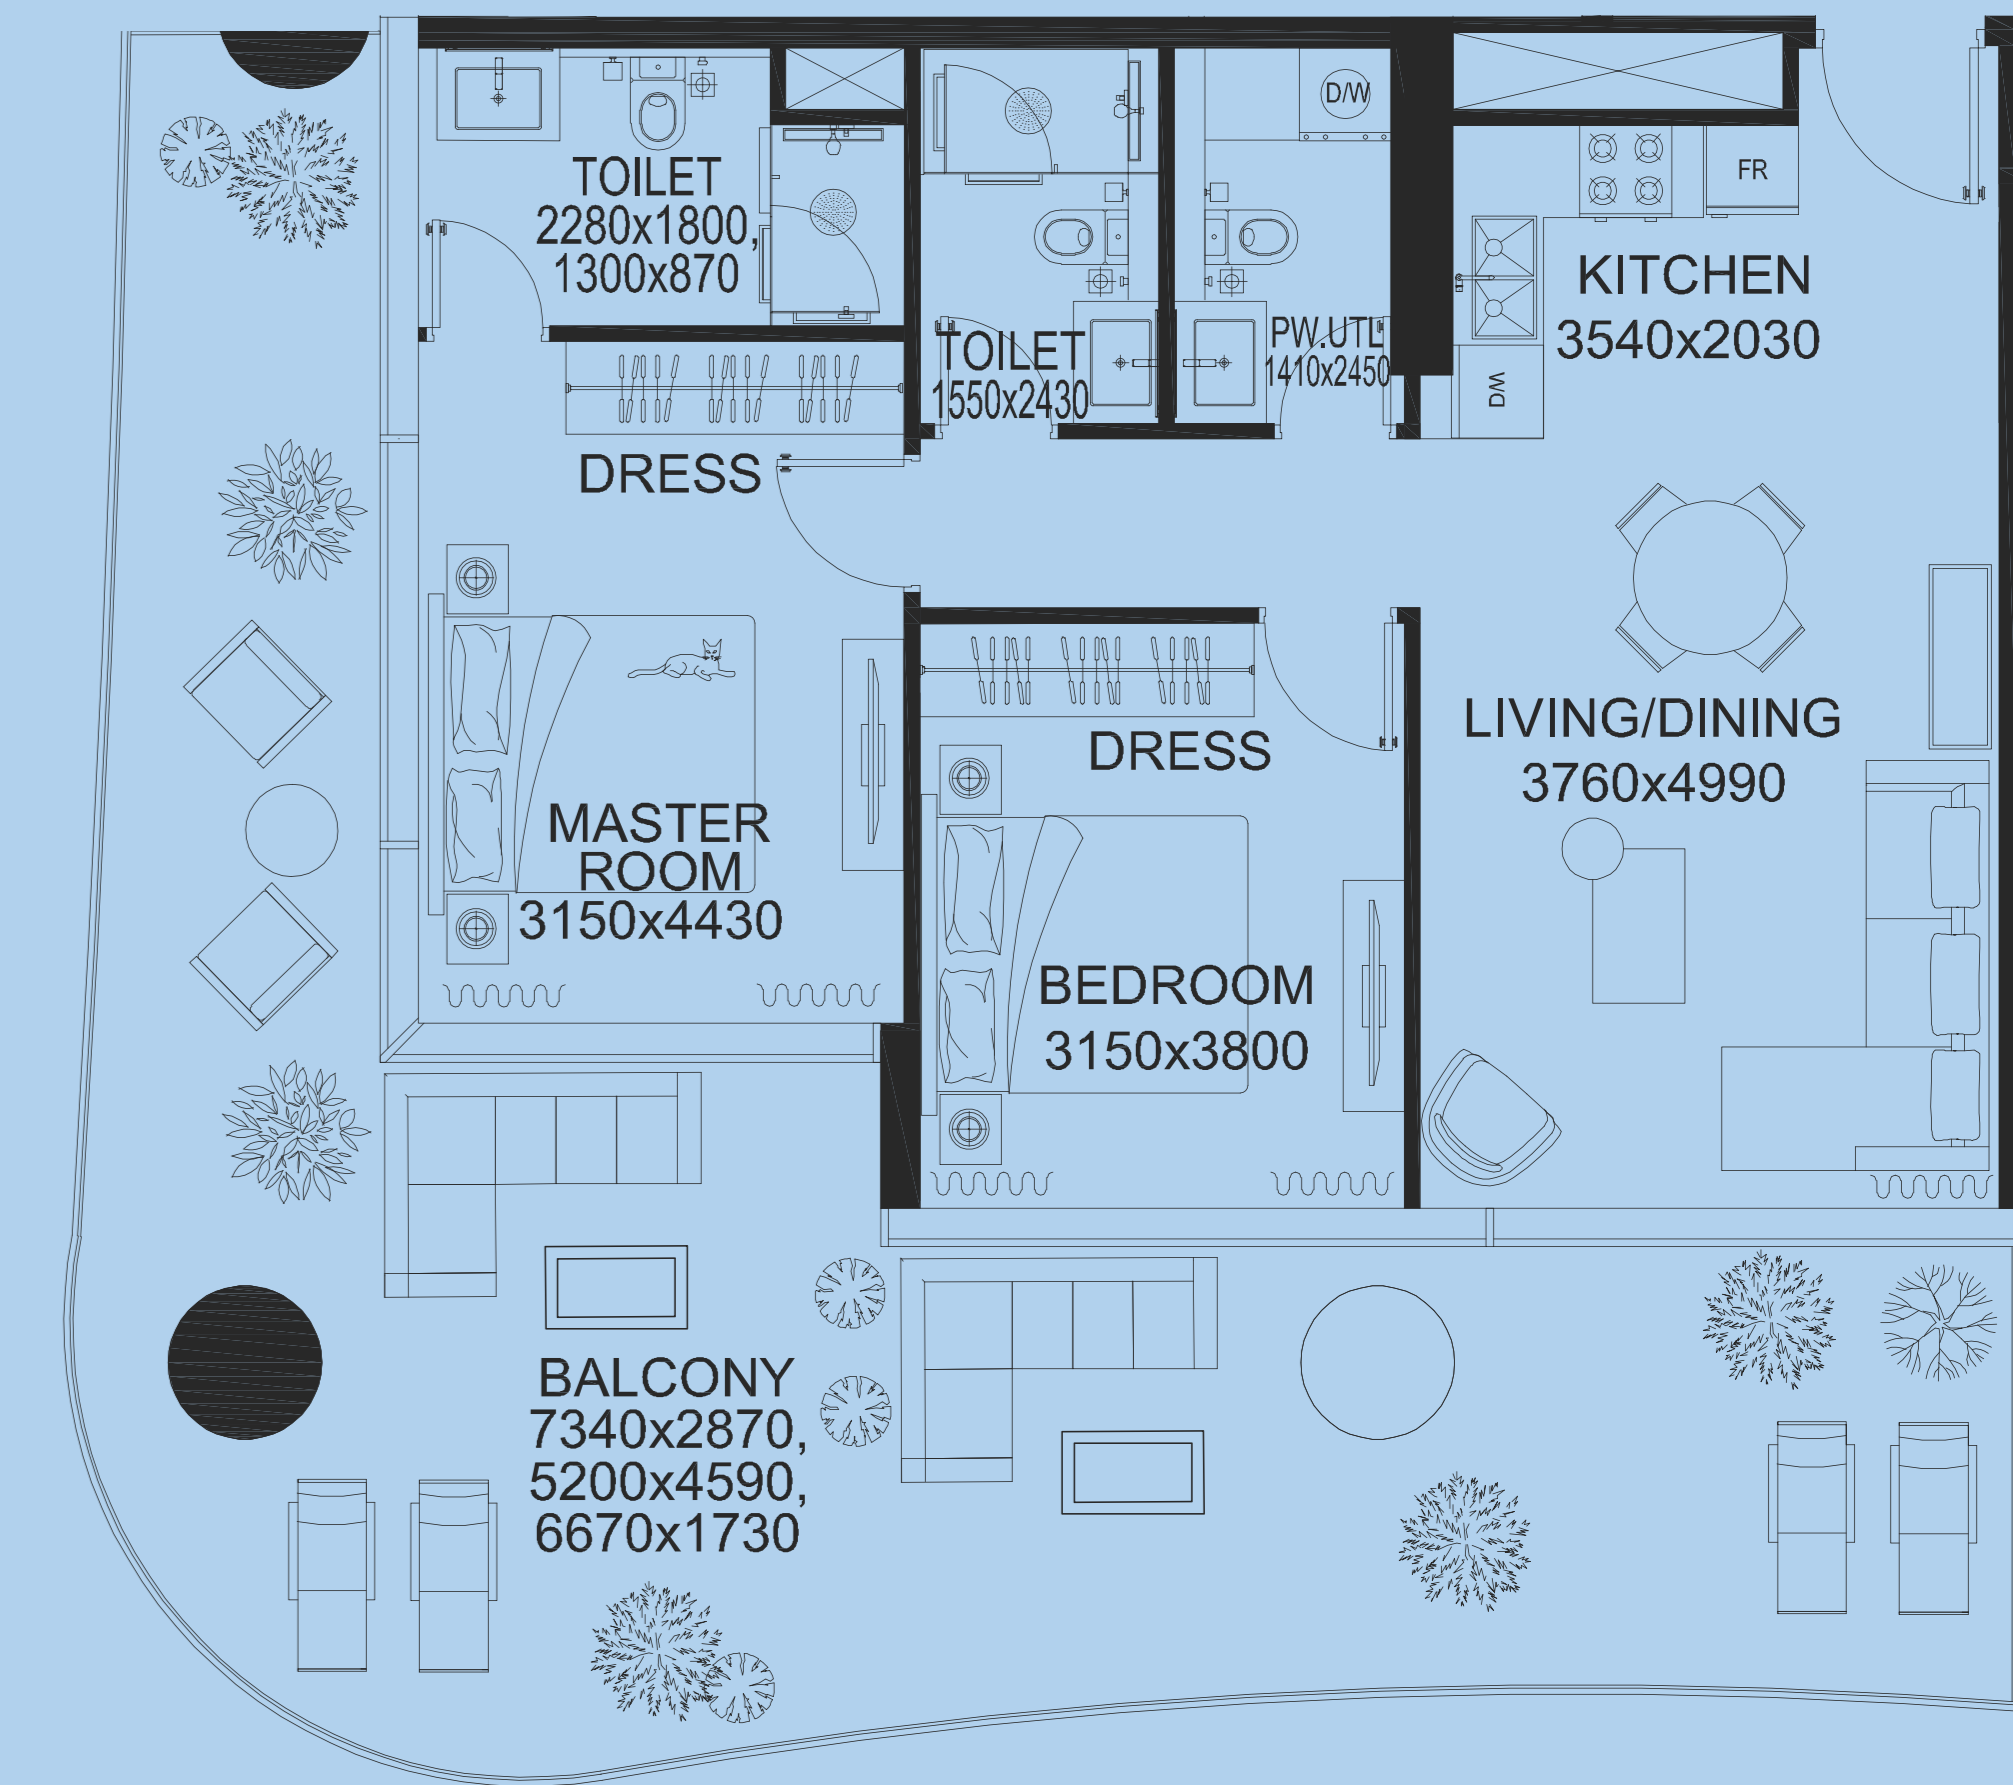 D/W
TOILET
2280x1800,
1300x870
FR
KITCHEN
3540x2030
TOILET
1550x2430
PW.UTL
1410x2450
D/W
DRESS
LIVING/DINING
3760x4990
DRESS
MASTER
ROOM
3150x4430
BEDROOM
3150x3800
BALCONY
7340x2870,
5200x4590,
6670x1730